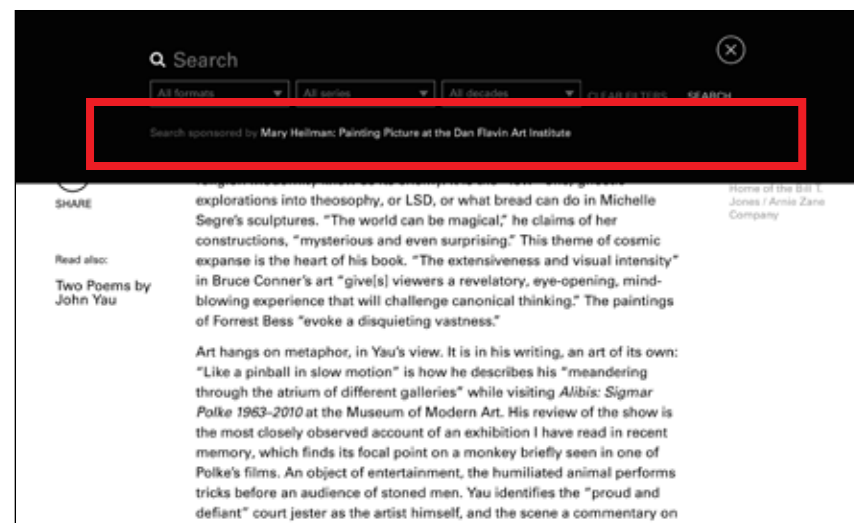 Search
All formats
All series
All decades
CLEAR FILTERS
SEARCH
Search sponsored by Mary Heilman: Painting Picture at the Dan Flavin Art Institute
SHARE
Read also:
Two Poems by
John Yau
explorations into theosophy, or LSD, or what bread can do in Michelle
Segre's sculptures. "The world can be magical," he claims of her
constructions, "mysterious and even surprising." This theme of cosmic
expanse is the heart of his book. "The extensiveness and visual intensity"
in Bruce Conner's art "give[s] viewers a revelatory, eye-opening, mind-
blowing experience that will challenge canonical thinking." The paintings
of Forrest Bess "evoke a disquieting vastness."
Art hangs on metaphor, in Yau's view. It is in his writing, an art of its own:
"Like a pinball in slow motion" is how he describes his "meandering
through the atrium of different galleries" while visiting Alibis: Sigmar
Polke 1963–2010 at the Museum of Modern Art. His review of the show is
the most closely observed account of an exhibition I have read in recent
memory, which finds its focal point on a monkey briefly seen in one of
Polke's films. An object of entertainment, the humiliated animal performs
tricks before an audience of stoned men. Yau identifies the "proud and
defiant" court jester as the artist himself, and the scene a commentary on
Home of the Bill T.
Jones / Arnie Zane
Company